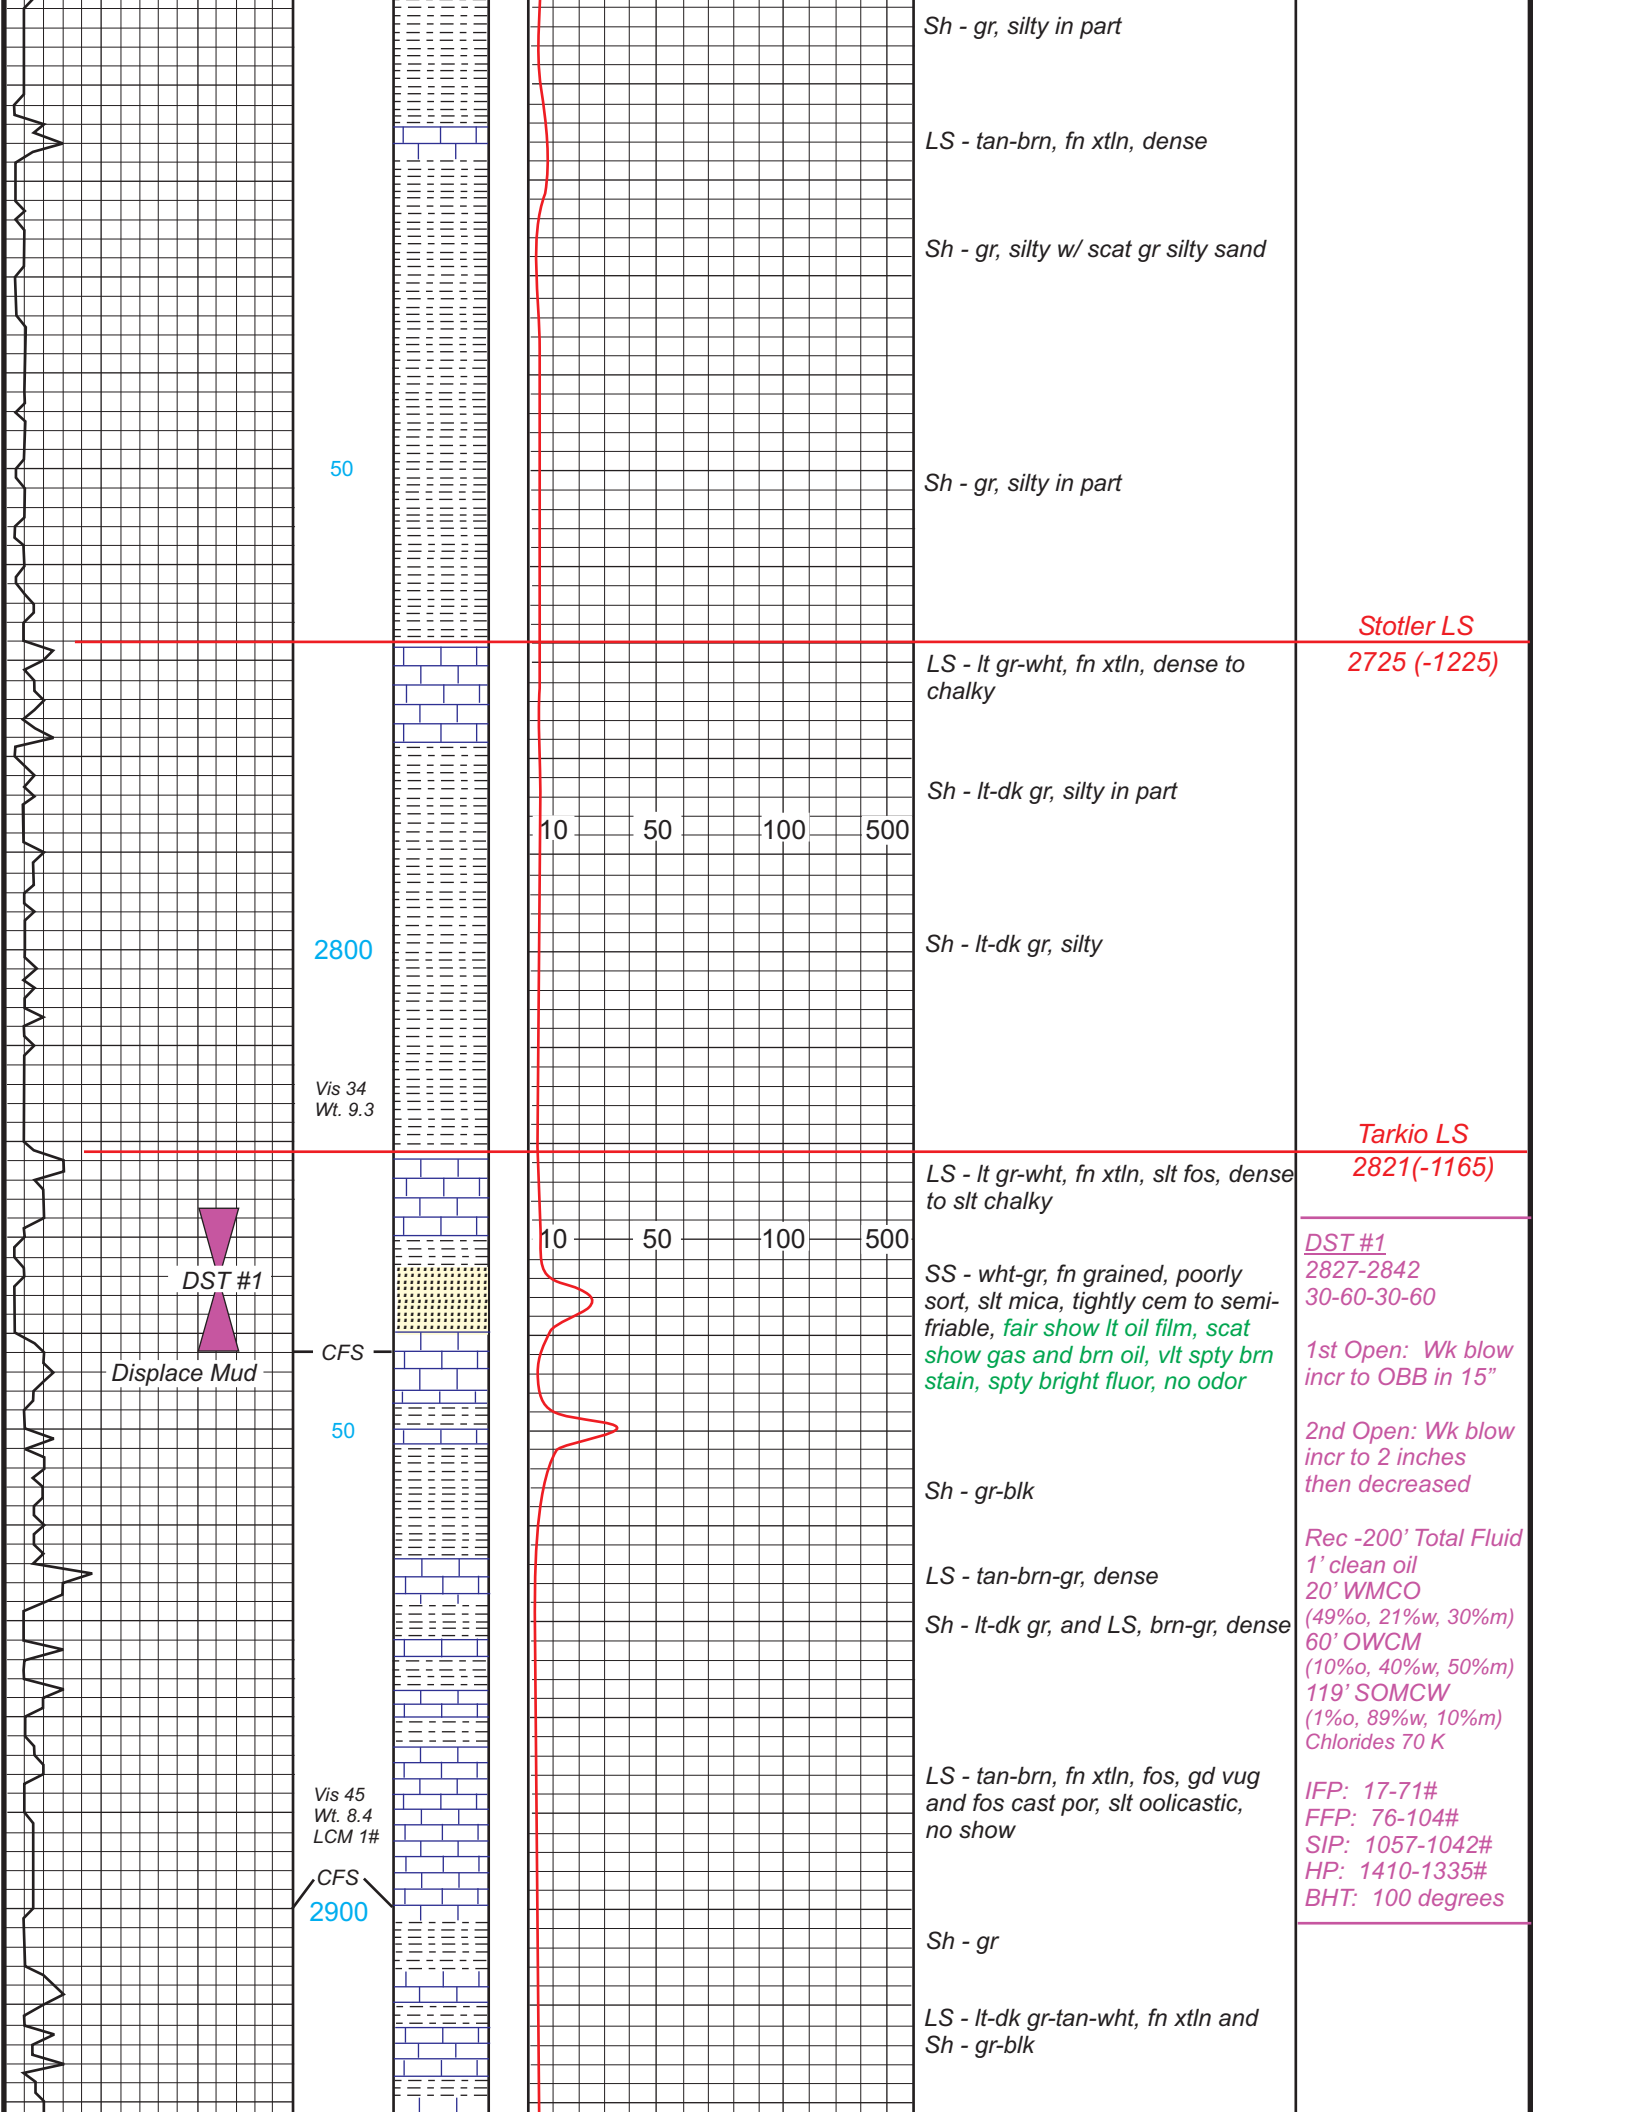 Sh - gr, silty in part
LS - tan-brn, fn xtln, dense
Sh - gr, silty w/ scat gr silty sand
50
Sh - gr, silty in part
Stotler LS
2725 (-1225)
LS - lt gr-wht, fn xtln, dense to
chalky
Sh - lt-dk gr, silty in part
10 50 100 500
2800
Sh - lt-dk gr, silty
Vis 34
Wt. 9.3
Tarkio LS
2821(-1165)
LS - lt gr-wht, fn xtln, slt fos, dense
to slt chalky
10 50 100 500
DST #1
Displace Mud
CFS
SS - wht-gr, fn grained, poorly
sort, slt mica, tightly cem to semi-
friable, fair show lt oil film, scat
show gas and brn oil, vlt spty brn
stain, spty bright fluor, no odor
50
Sh - gr-blk
LS - tan-brn-gr, dense
Sh - lt-dk gr, and LS, brn-gr, dense
LS - tan-brn, fn xtln, fos, gd vug
and fos cast por, slt oolicastic,
no show
Vis 45
Wt. 8.4
LCM 1#
CFS
2900
Sh - gr
LS - lt-dk gr-tan-wht, fn xtln and
Sh - gr-blk
DST #1
2827-2842
30-60-30-60
1st Open: Wk blow
incr to OBB in 15”
2nd Open: Wk blow
incr to 2 inches
then decreased
Rec -200’ Total Fluid
1’ clean oil
20’ WMCO
(49%o, 21%w, 30%m)
60’ OWCM
(10%o, 40%w, 50%m)
119’ SOMCW
(1%o, 89%w, 10%m)
Chlorides 70 K
IFP: 17-71#
FFP: 76-104#
SIP: 1057-1042#
HP: 1410-1335#
BHT: 100 degrees